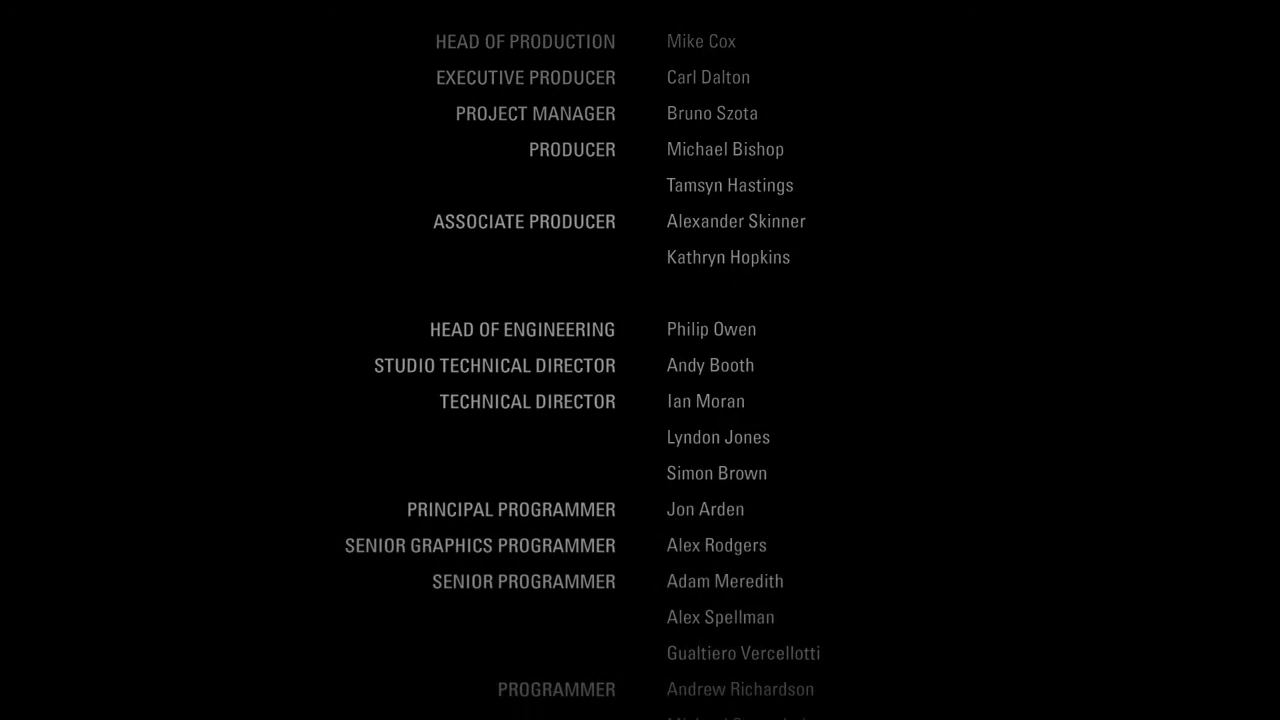 HEAD OF PRODUCTION Mike Cox
EXECUTIVE PRODUCER Carl Dalton
PROJECT MANAGER Bruno Szota
PRODUCER Michael Bishop
Tamsyn Hastings
ASSOCIATE PRODUCER Alexander Skinner
Kathryn Hopkins
HEAD OF ENGINEERING Philip Owen
STUDIO TECHNICAL DIRECTOR Andy Booth
TECHNICAL DIRECTOR Ian Moran
Lyndon Jones
Simon Brown
PRINCIPAL PROGRAMMER Jon Arden
SENIOR GRAPHICS PROGRAMMER Alex Rodgers
SENIOR PROGRAMMER Adam Meredith
Alex Spellman
Gualtiero Vercellotti
PROGRAMMER Andrew Richardson